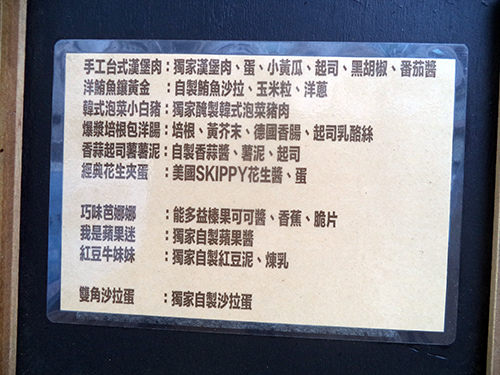 手工台式漢堡肉：獨家漢堡肉、蛋、小黃瓜、起司、黑胡椒、番茄醬
洋鮪魚鑲黃金　：自製鮪魚沙拉、玉米粒、洋蔥
韓式泡菜小白豬：獨家醃製韓式泡菜豬肉
爆漿培根包洋腸：培根、黃芥末、德國香腸、起司乳酪絲
香蒜起司薯薯泥：自製香蒜醬、薯泥、起司
經典花生夾蛋　：美國SKIPPY花生醬、蛋
巧味芭娜娜　　：能多益榛果可可醬、香蕉、脆片
我是蘋果迷　　：獨家自製蘋果醬
紅豆牛妹妹　　：獨家自製紅豆泥、煉乳
雙角沙拉蛋　　：獨家自製沙拉蛋